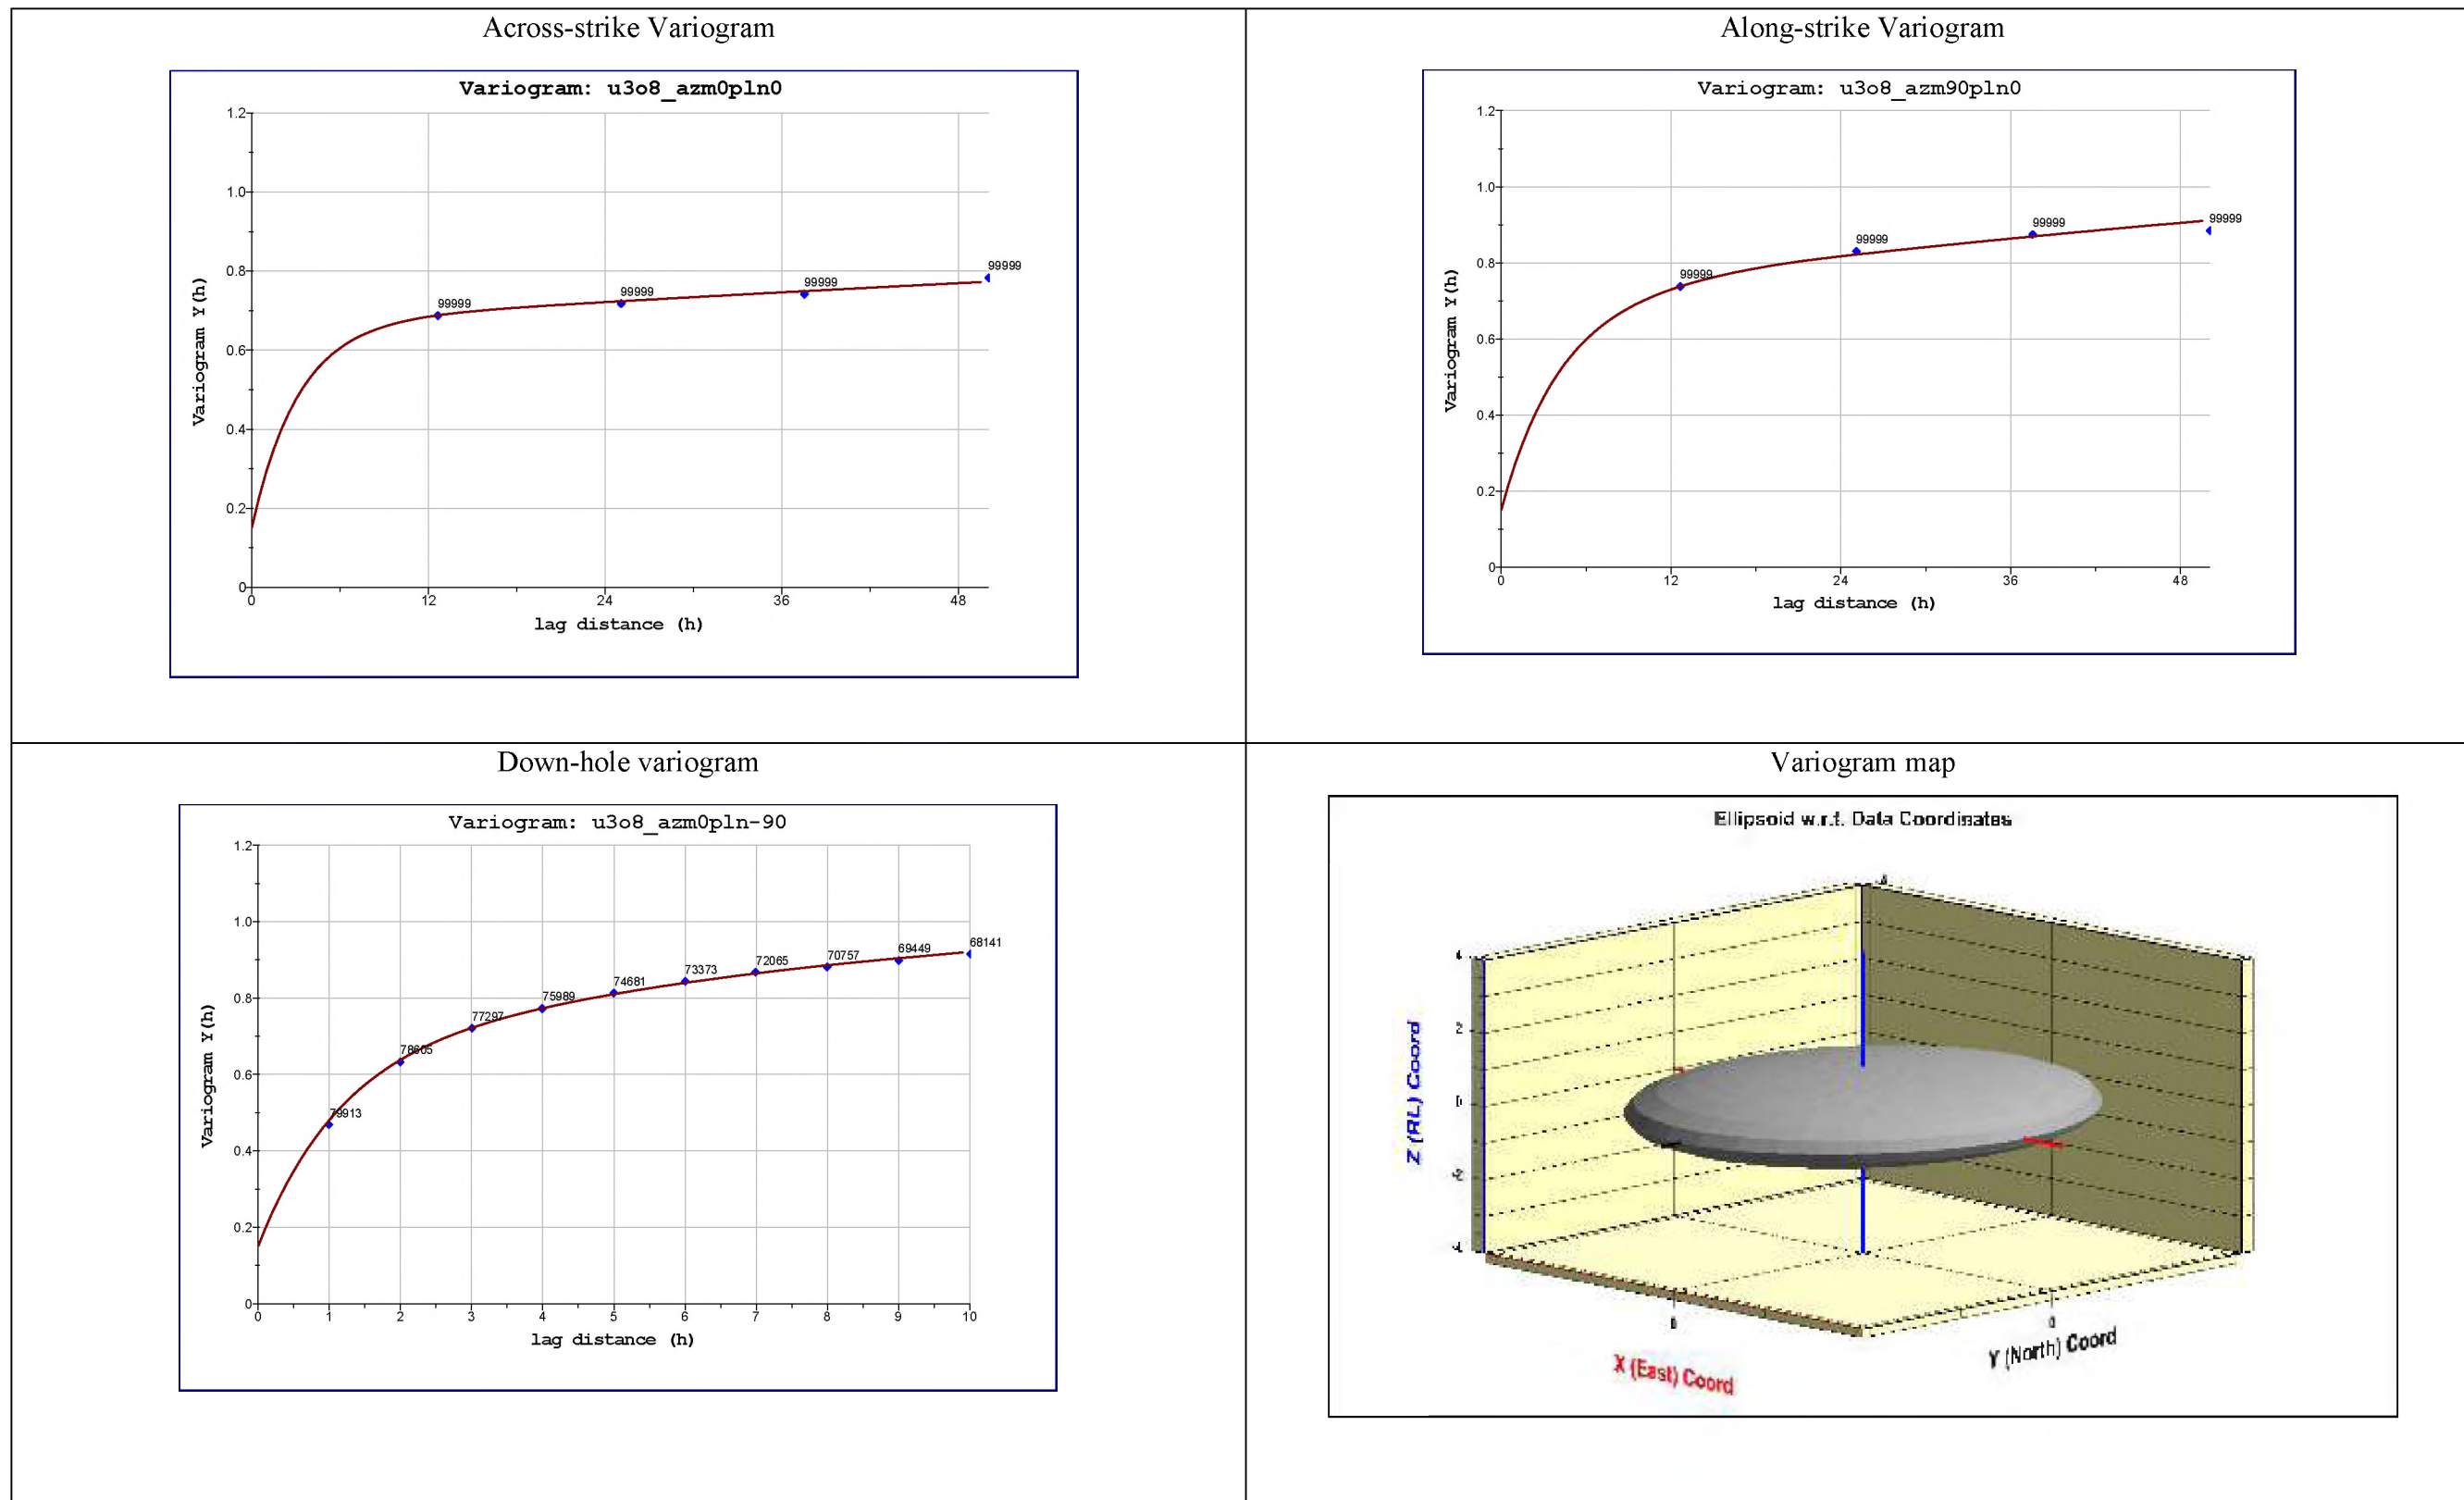 Across-strike Variogram
Variogram: u3o8_azm0pln0
1.2
1.0
0.8
0.6
0.4
0.2
0
Variogram Y(h)
99999
99999
99999
99999
0 12 24 36 48
lag distance (h)
Along-strike Variogram
Variogram: u3o8_azm90pln0
1.2
1.0
0.8
0.6
0.4
0.2
0
Variogram Y(h)
99999
99999
99999
99999
0 12 24 36 48
lag distance (h)
Down-hole variogram
Variogram: u3o8_azm0pln-90
1.2
1.0
0.8
0.6
0.4
0.2
0
Variogram Y(h)
79913
78605
77297
75989
74681
73373
72065
70757
69449
68141
0 1 2 3 4 5 6 7 8 9 10
lag distance (h)
Variogram map
Ellipsoid w.r.t. Data Coordinates
4
2
0
Z (RL) Coord
0
0
X (East) Coord
Y (North) Coord